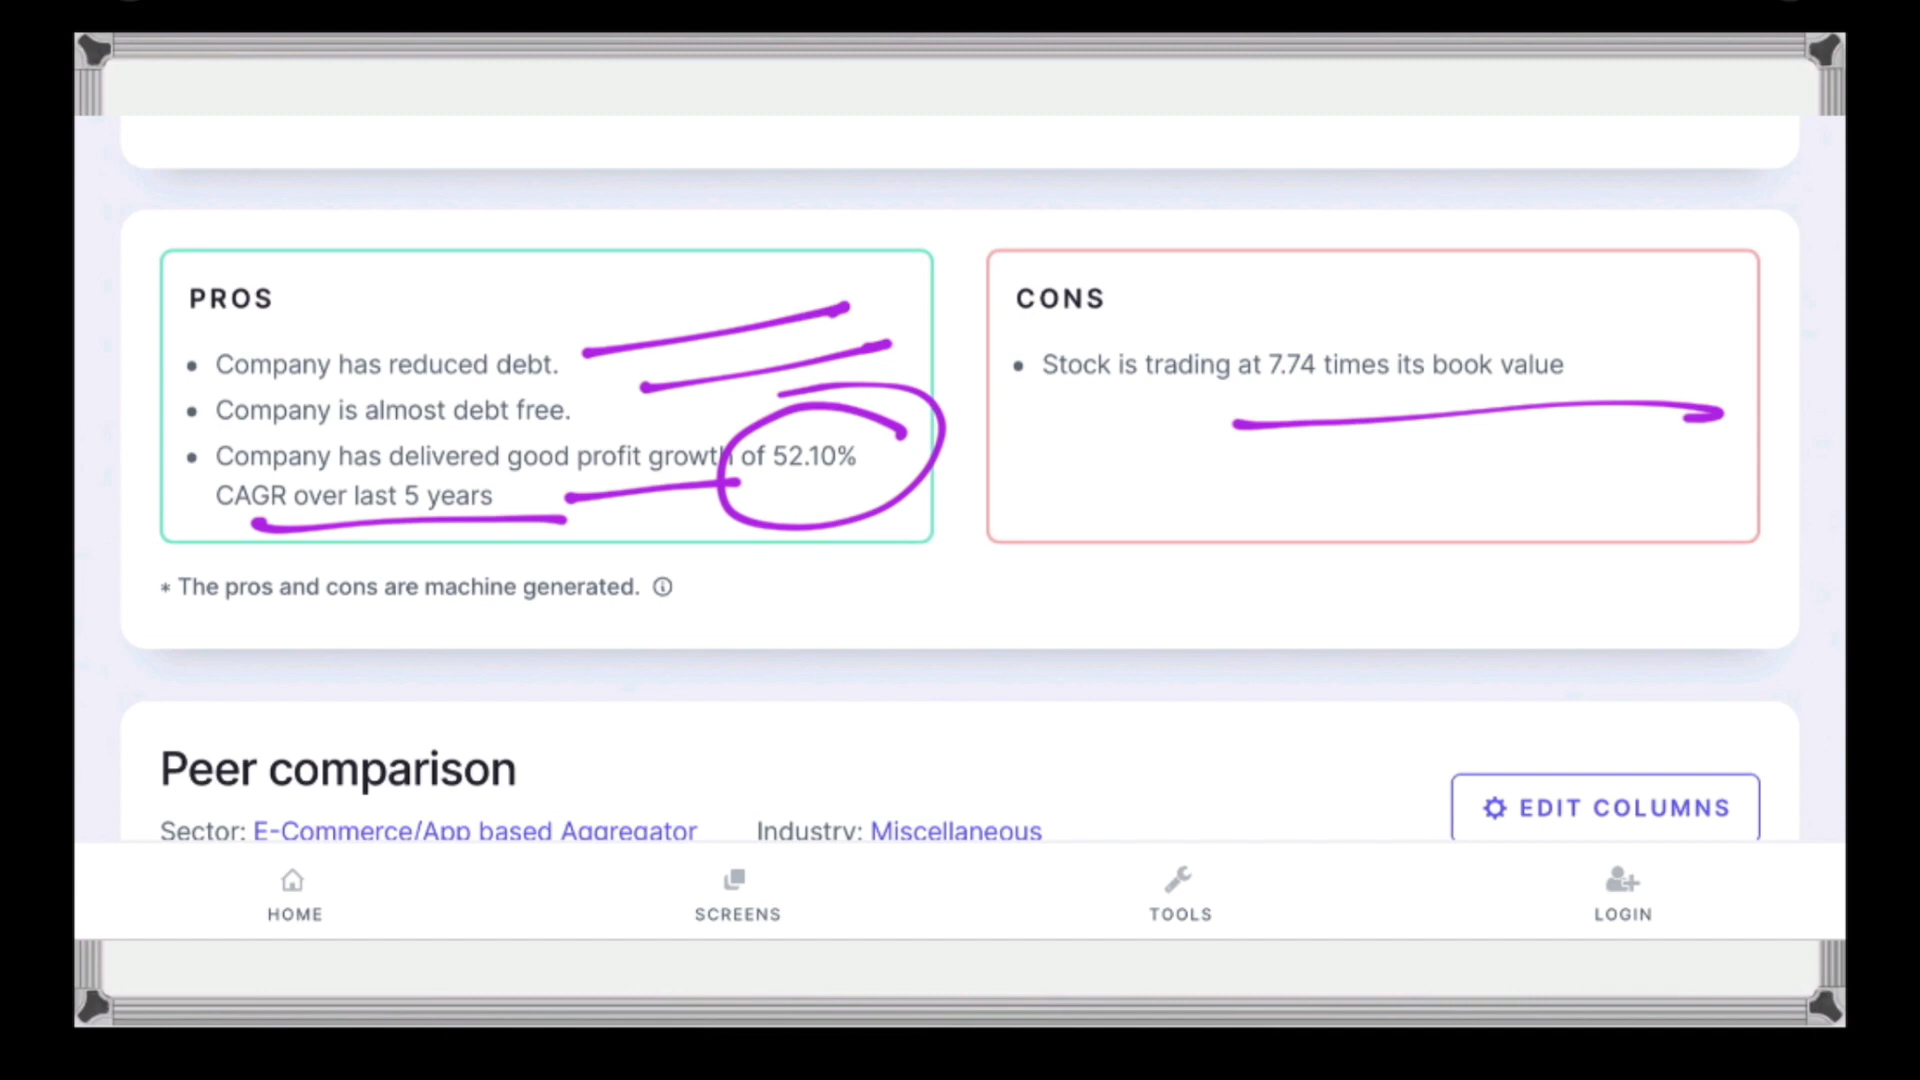 PROS
Company has reduced debt.
Company is almost debt free.
Company has delivered good profit growth of 52.10%
CAGR over last 5 years
CONS
Stock is trading at 7.74 times its book value
* The pros and cons are machine generated.
Peer comparison
Sector: E-Commerce/App based Aggregator Industry: Miscellaneous
EDIT COLUMNS
HOME
SCREENS
TOOLS
LOGIN